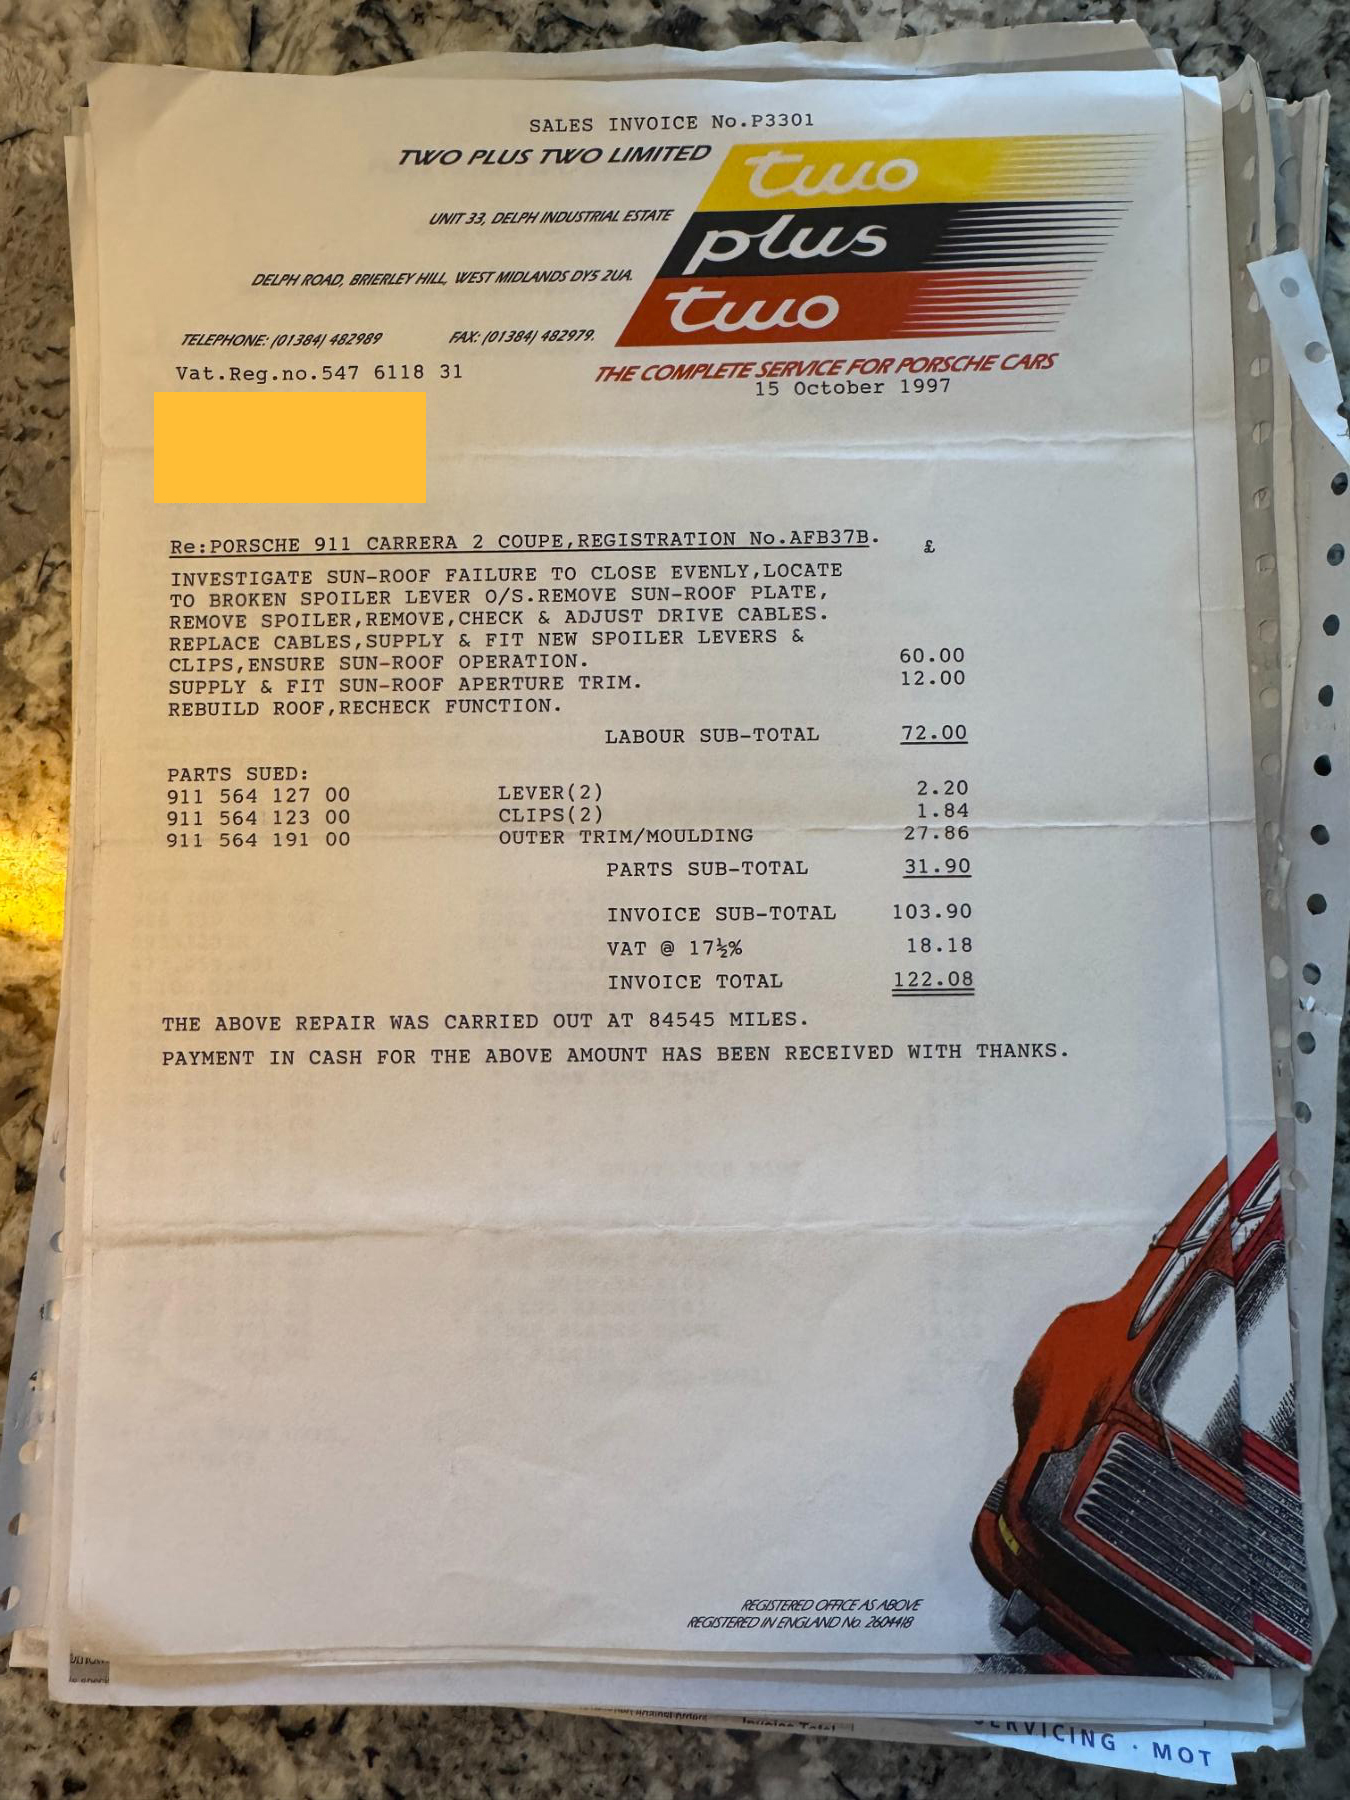 SALES INVOICE No.P3301
TWO PLUS TWO LIMITED
two
plus
two
UNIT 33, DELPH INDUSTRIAL ESTATE
DELPH ROAD, BRIERLEY HILL, WEST MIDLANDS DY5 2UA.
TELEPHONE: (01384) 482989 FAX: (01384) 482979.
THE COMPLETE SERVICE FOR PORSCHE CARS
Vat.Reg.no.547 6118 31
15 October 1997
Re:PORSCHE 911 CARRERA 2 COUPE,REGISTRATION No.AFB37B. £
INVESTIGATE SUN-ROOF FAILURE TO CLOSE EVENLY,LOCATE
TO BROKEN SPOILER LEVER O/S.REMOVE SUN-ROOF PLATE,
REMOVE SPOILER,REMOVE,CHECK & ADJUST DRIVE CABLES.
REPLACE CABLES,SUPPLY & FIT NEW SPOILER LEVERS &
CLIPS,ENSURE SUN-ROOF OPERATION. 60.00
SUPPLY & FIT SUN-ROOF APERTURE TRIM. 12.00
REBUILD ROOF,RECHECK FUNCTION.
LABOUR SUB-TOTAL 72.00
PARTS SUED:
911 564 127 00 LEVER(2) 2.20
911 564 123 00 CLIPS(2) 1.84
911 564 191 00 OUTER TRIM/MOULDING 27.86
PARTS SUB-TOTAL 31.90
INVOICE SUB-TOTAL 103.90
VAT @ 17½% 18.18
INVOICE TOTAL 122.08
THE ABOVE REPAIR WAS CARRIED OUT AT 84545 MILES.
PAYMENT IN CASH FOR THE ABOVE AMOUNT HAS BEEN RECEIVED WITH THANKS.
REGISTERED OFFICE AS ABOVE
REGISTERED IN ENGLAND No. 2604418
Invoice Total
SERVICING · MOT